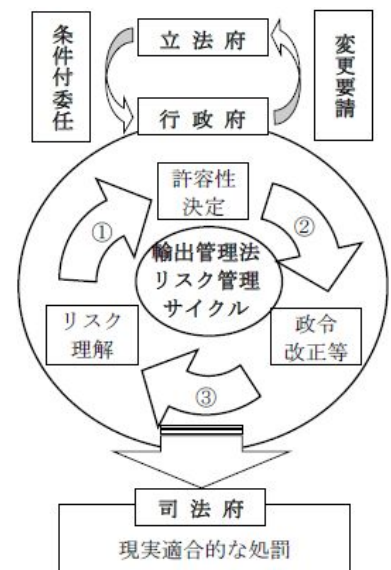 条件付委任
立法府
変更要請
行政府
許容性
決定
①
②
輸出管理法
リスク管理
サイクル
リスク
理解
政令
改正等
③
司法府
現実適合的な処罰